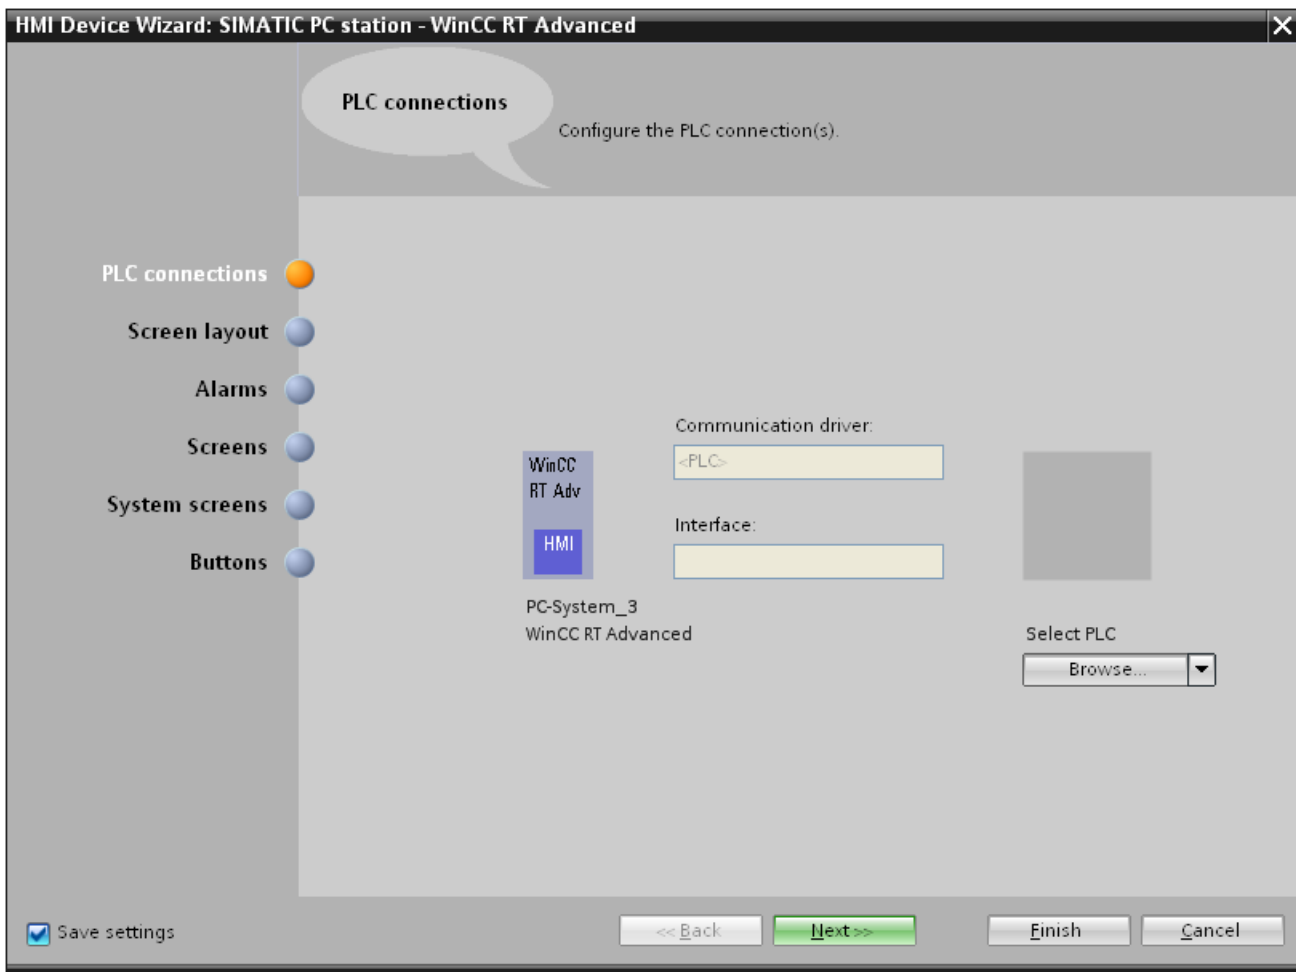 HMI Device Wizard: SIMATIC PC station - WinCC RT Advanced
PLC connections
Configure the PLC connection(s).
PLC connections
Screen layout
Alarms
Screens
System screens
Buttons
Communication driver:
<PLC>
Interface:
WinCC
RT Adv
HMI
PC-System_3
WinCC RT Advanced
Select PLC
Browse...
Save settings
<< Back
Next >>
Finish
Cancel